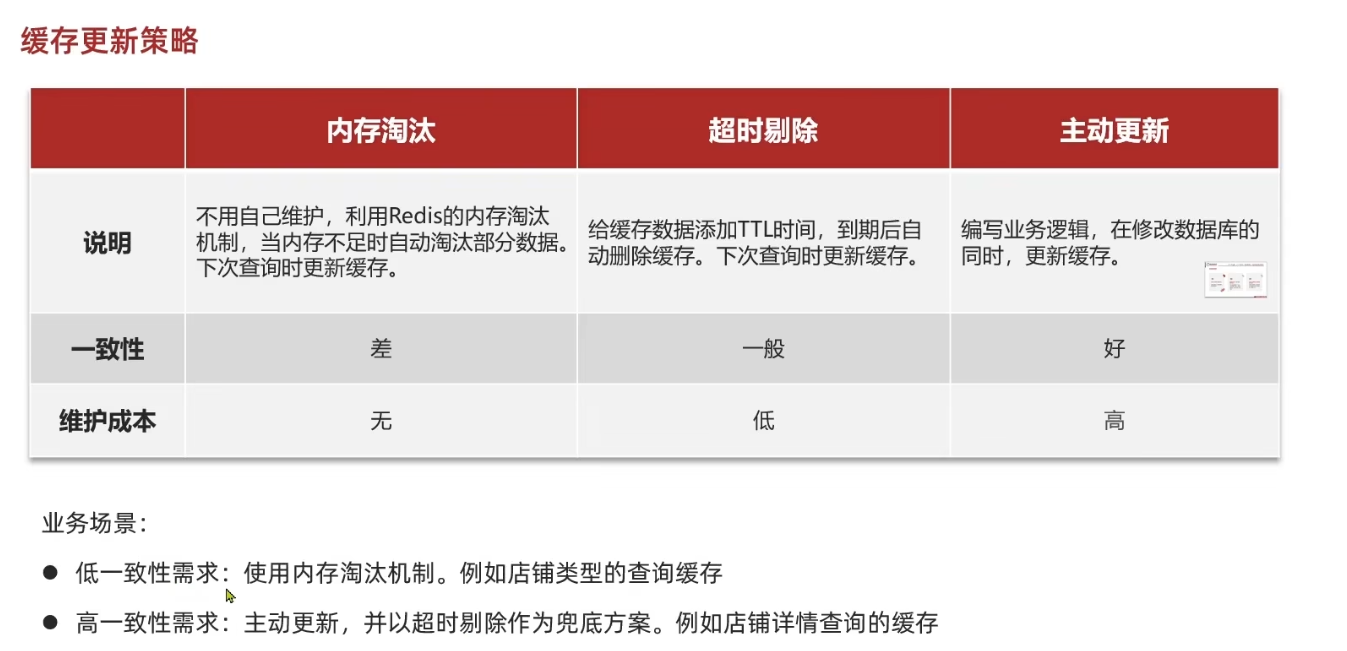 缓存更新策略
内存淘汰
超时剔除
主动更新
说明
不用自己维护，利用Redis的内存淘汰
机制，当内存不足时自动淘汰部分数据。
下次查询时更新缓存。
给缓存数据添加TTL时间，到期后自
动删除缓存。下次查询时更新缓存。
编写业务逻辑，在修改数据库的
同时，更新缓存。
一致性
差
一般
好
维护成本
无
低
高
业务场景：
● 低一致性需求：使用内存淘汰机制。例如店铺类型的查询缓存
● 高一致性需求：主动更新，并以超时剔除作为兜底方案。例如店铺详情查询的缓存